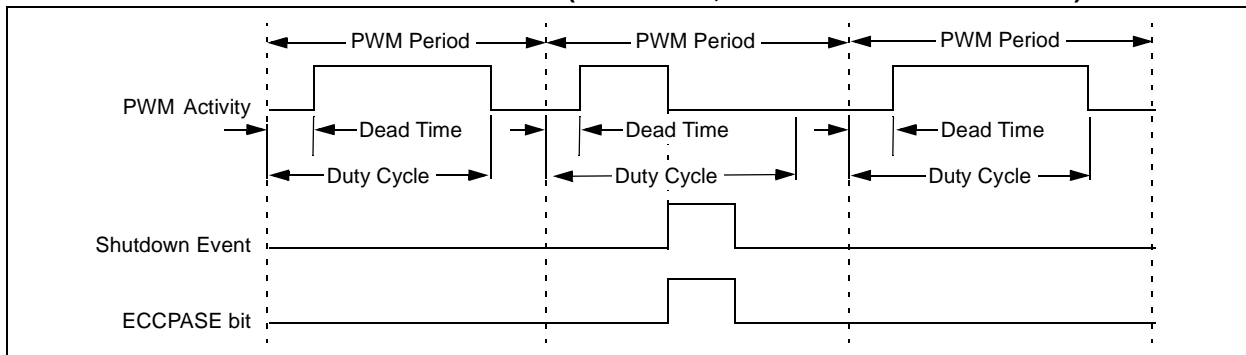 PWM Period PWM Period PWM Period
PWM Activity
Dead Time Dead Time Dead Time
Duty Cycle Duty Cycle Duty Cycle
Shutdown Event
ECCPASE bit